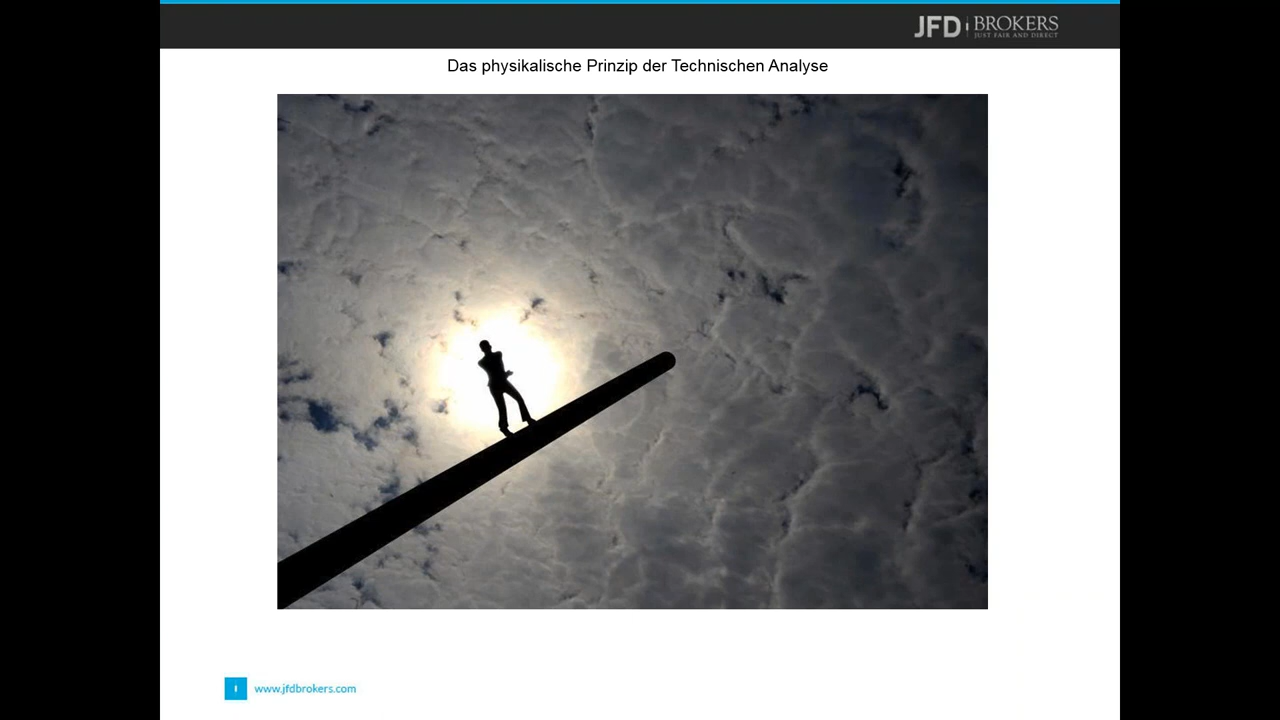 JFD BROKERS
JUST FAIR AND DIRECT
Das physikalische Prinzip der Technischen Analyse
www.jfdbrokers.com